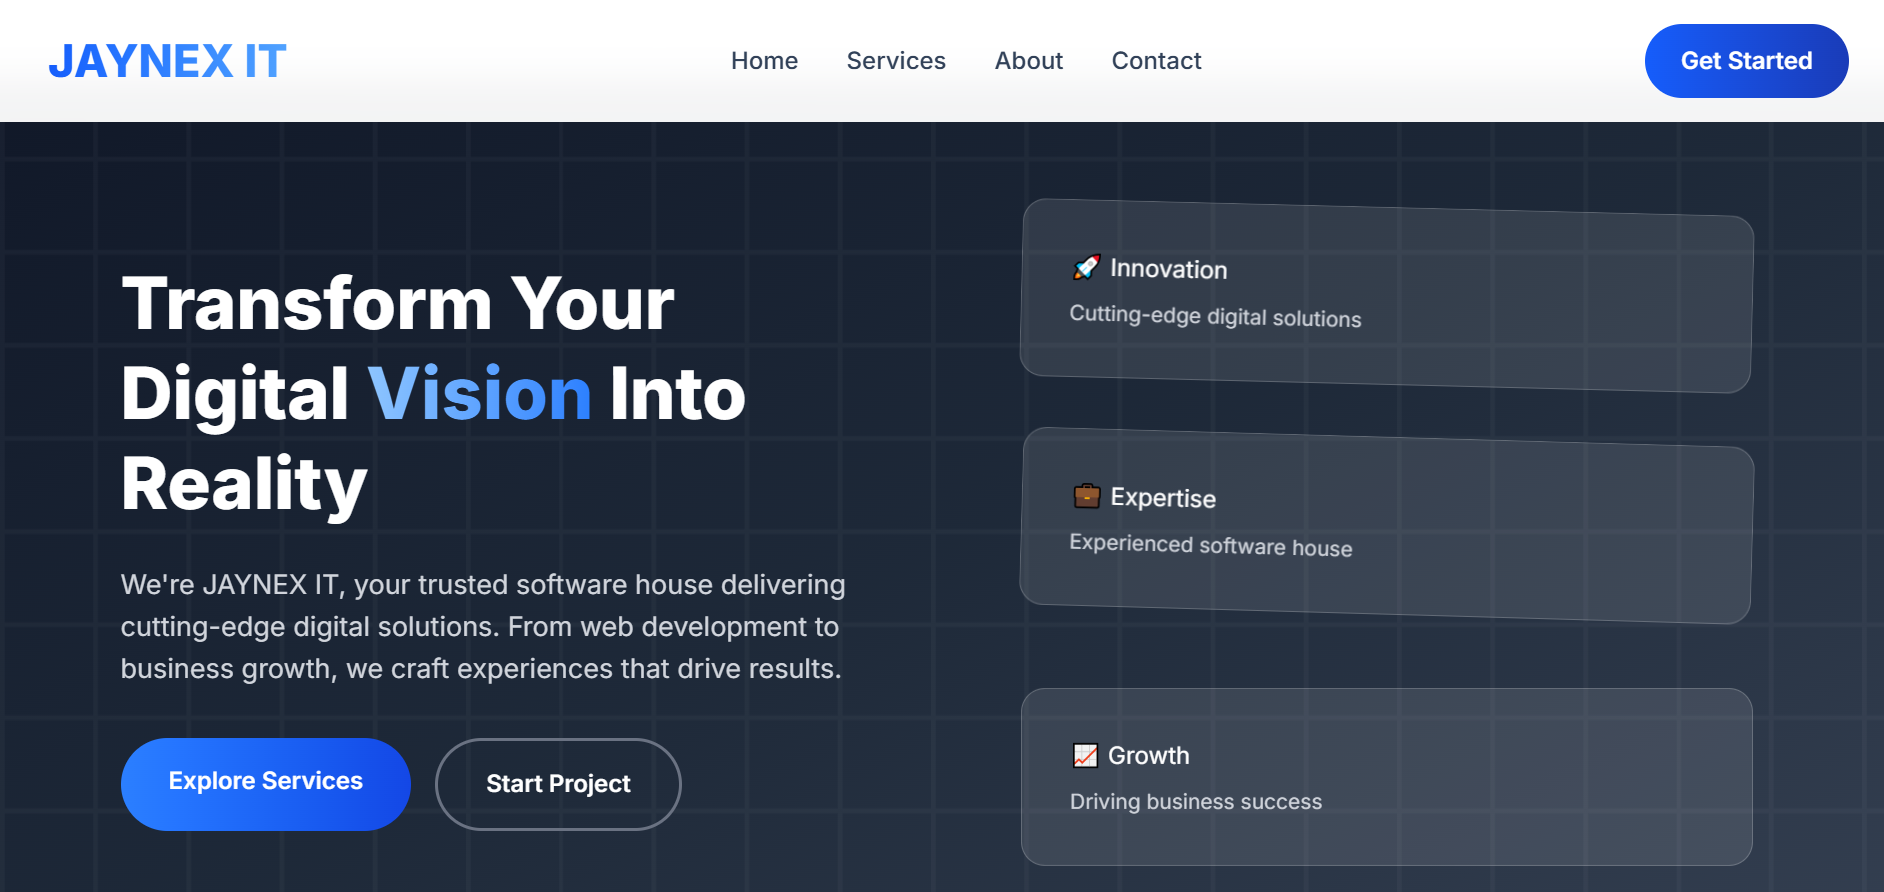 JAYNEX IT
Home
Services
About
Contact
Get Started
Transform Your
Digital Vision Into
Reality
We're JAYNEX IT, your trusted software house delivering
cutting-edge digital solutions. From web development to
business growth, we craft experiences that drive results.
Explore Services
Start Project
🚀 Innovation
Cutting-edge digital solutions
💼 Expertise
Experienced software house
📈 Growth
Driving business success